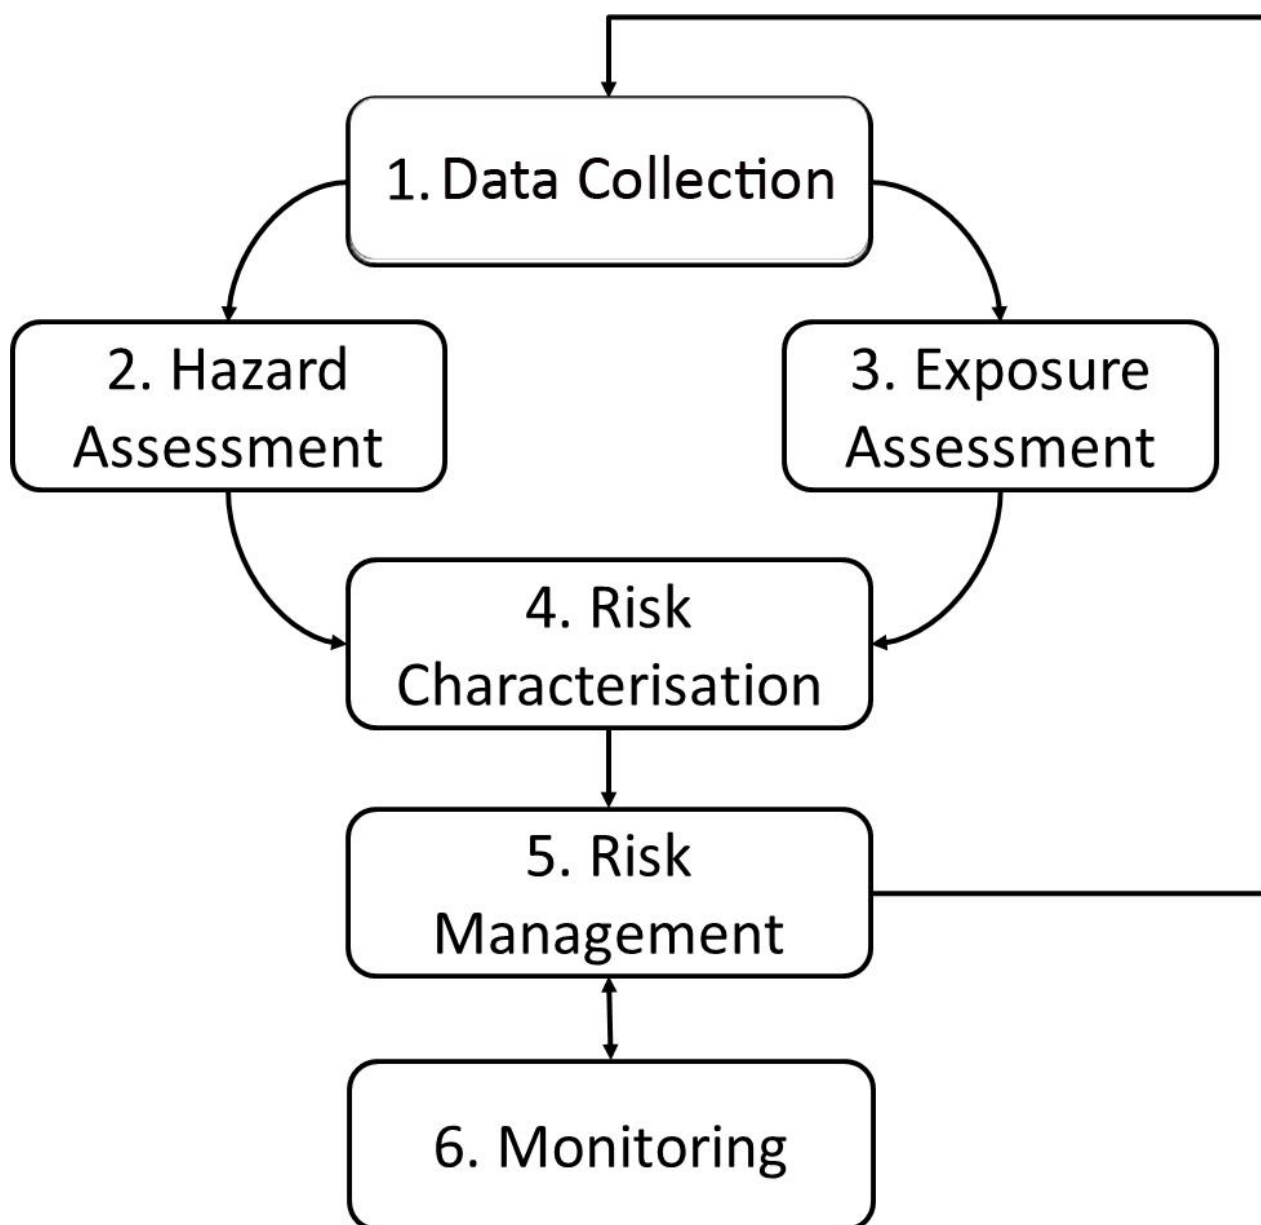 1. Data Collection
2. Hazard
Assessment
3. Exposure
Assessment
4. Risk
Characterisation
5. Risk
Management
6. Monitoring